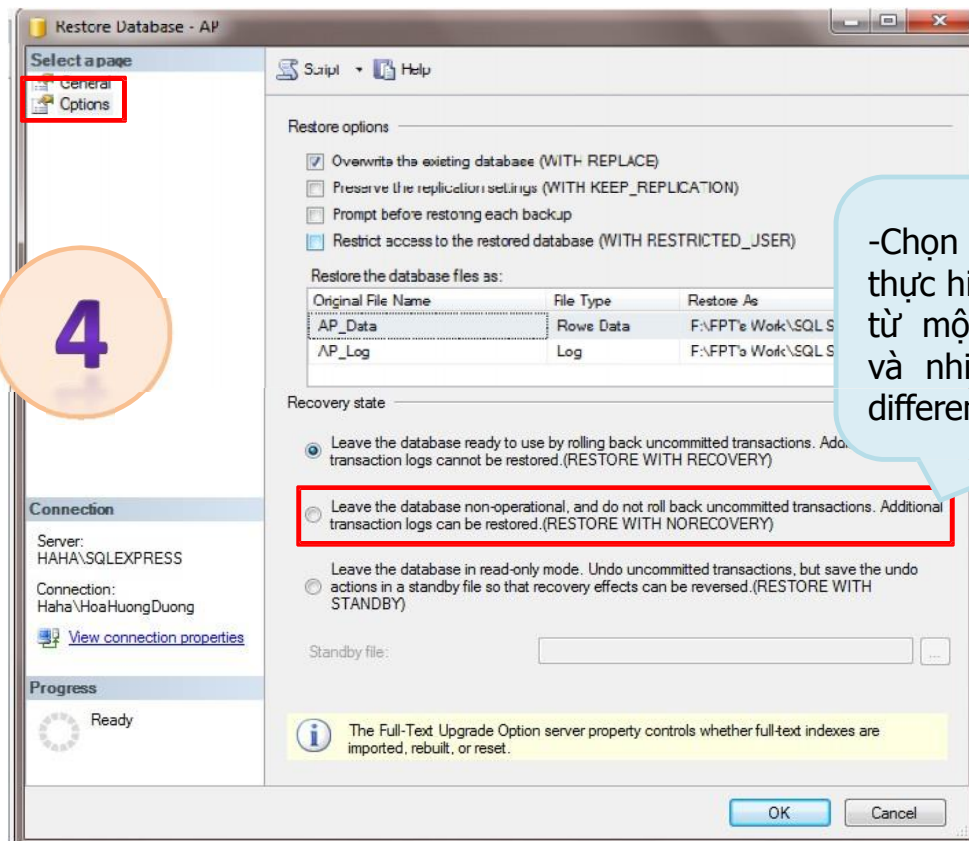 Restore Database - AP
Select a page
General
Options
Script
Help
Restore options
Overwrite the existing database (WITH REPLACE)
Preserve the replication settings (WITH KEEP_REPLICATION)
Prompt before restoring each backup
Restrict access to the restored database (WITH RESTRICTED_USER)
Restore the database files as:
Original File Name File Type Restore As
AP_Data Rows Data F:\FPT's Work\SQL S
AP_Log Log F:\FPT's Work\SQL S
-Chọn
thực
từ
và
4
Recovery state
Leave the database ready to use by rolling back uncommitted transactions.
transaction logs cannot be restored.(RESTORE WITH RECOVERY)
Leave the database non-operational, and do not roll back uncommitted transactions. Additional
transaction logs can be restored.(RESTORE WITH NORECOVERY)
Leave the database in read-only mode. Undo uncommitted transactions, but save the undo
actions in a standby file so that recovery effects can be reversed.(RESTORE WITH
STANDBY)
Standby file:
...
Connection
Server:
HAHA\SQLEXPRESS
Connection:
Haha\HoaHuongDuong
View connection properties
Progress
Ready
The Full-Text Upgrade Option server property controls whether full-text indexes are
imported, rebuilt, or reset.
OK
Cancel